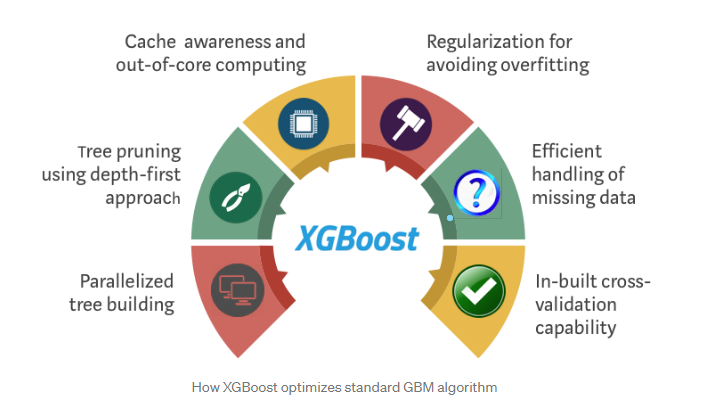 Cache awareness and
out-of-core computing
Regularization for
avoiding overfitting
Tree pruning
using depth-first
approach
Efficient
handling of
missing data
XGBoost
Parallelized
tree building
In-built cross-
validation
capability
How XGBoost optimizes standard GBM algorithm